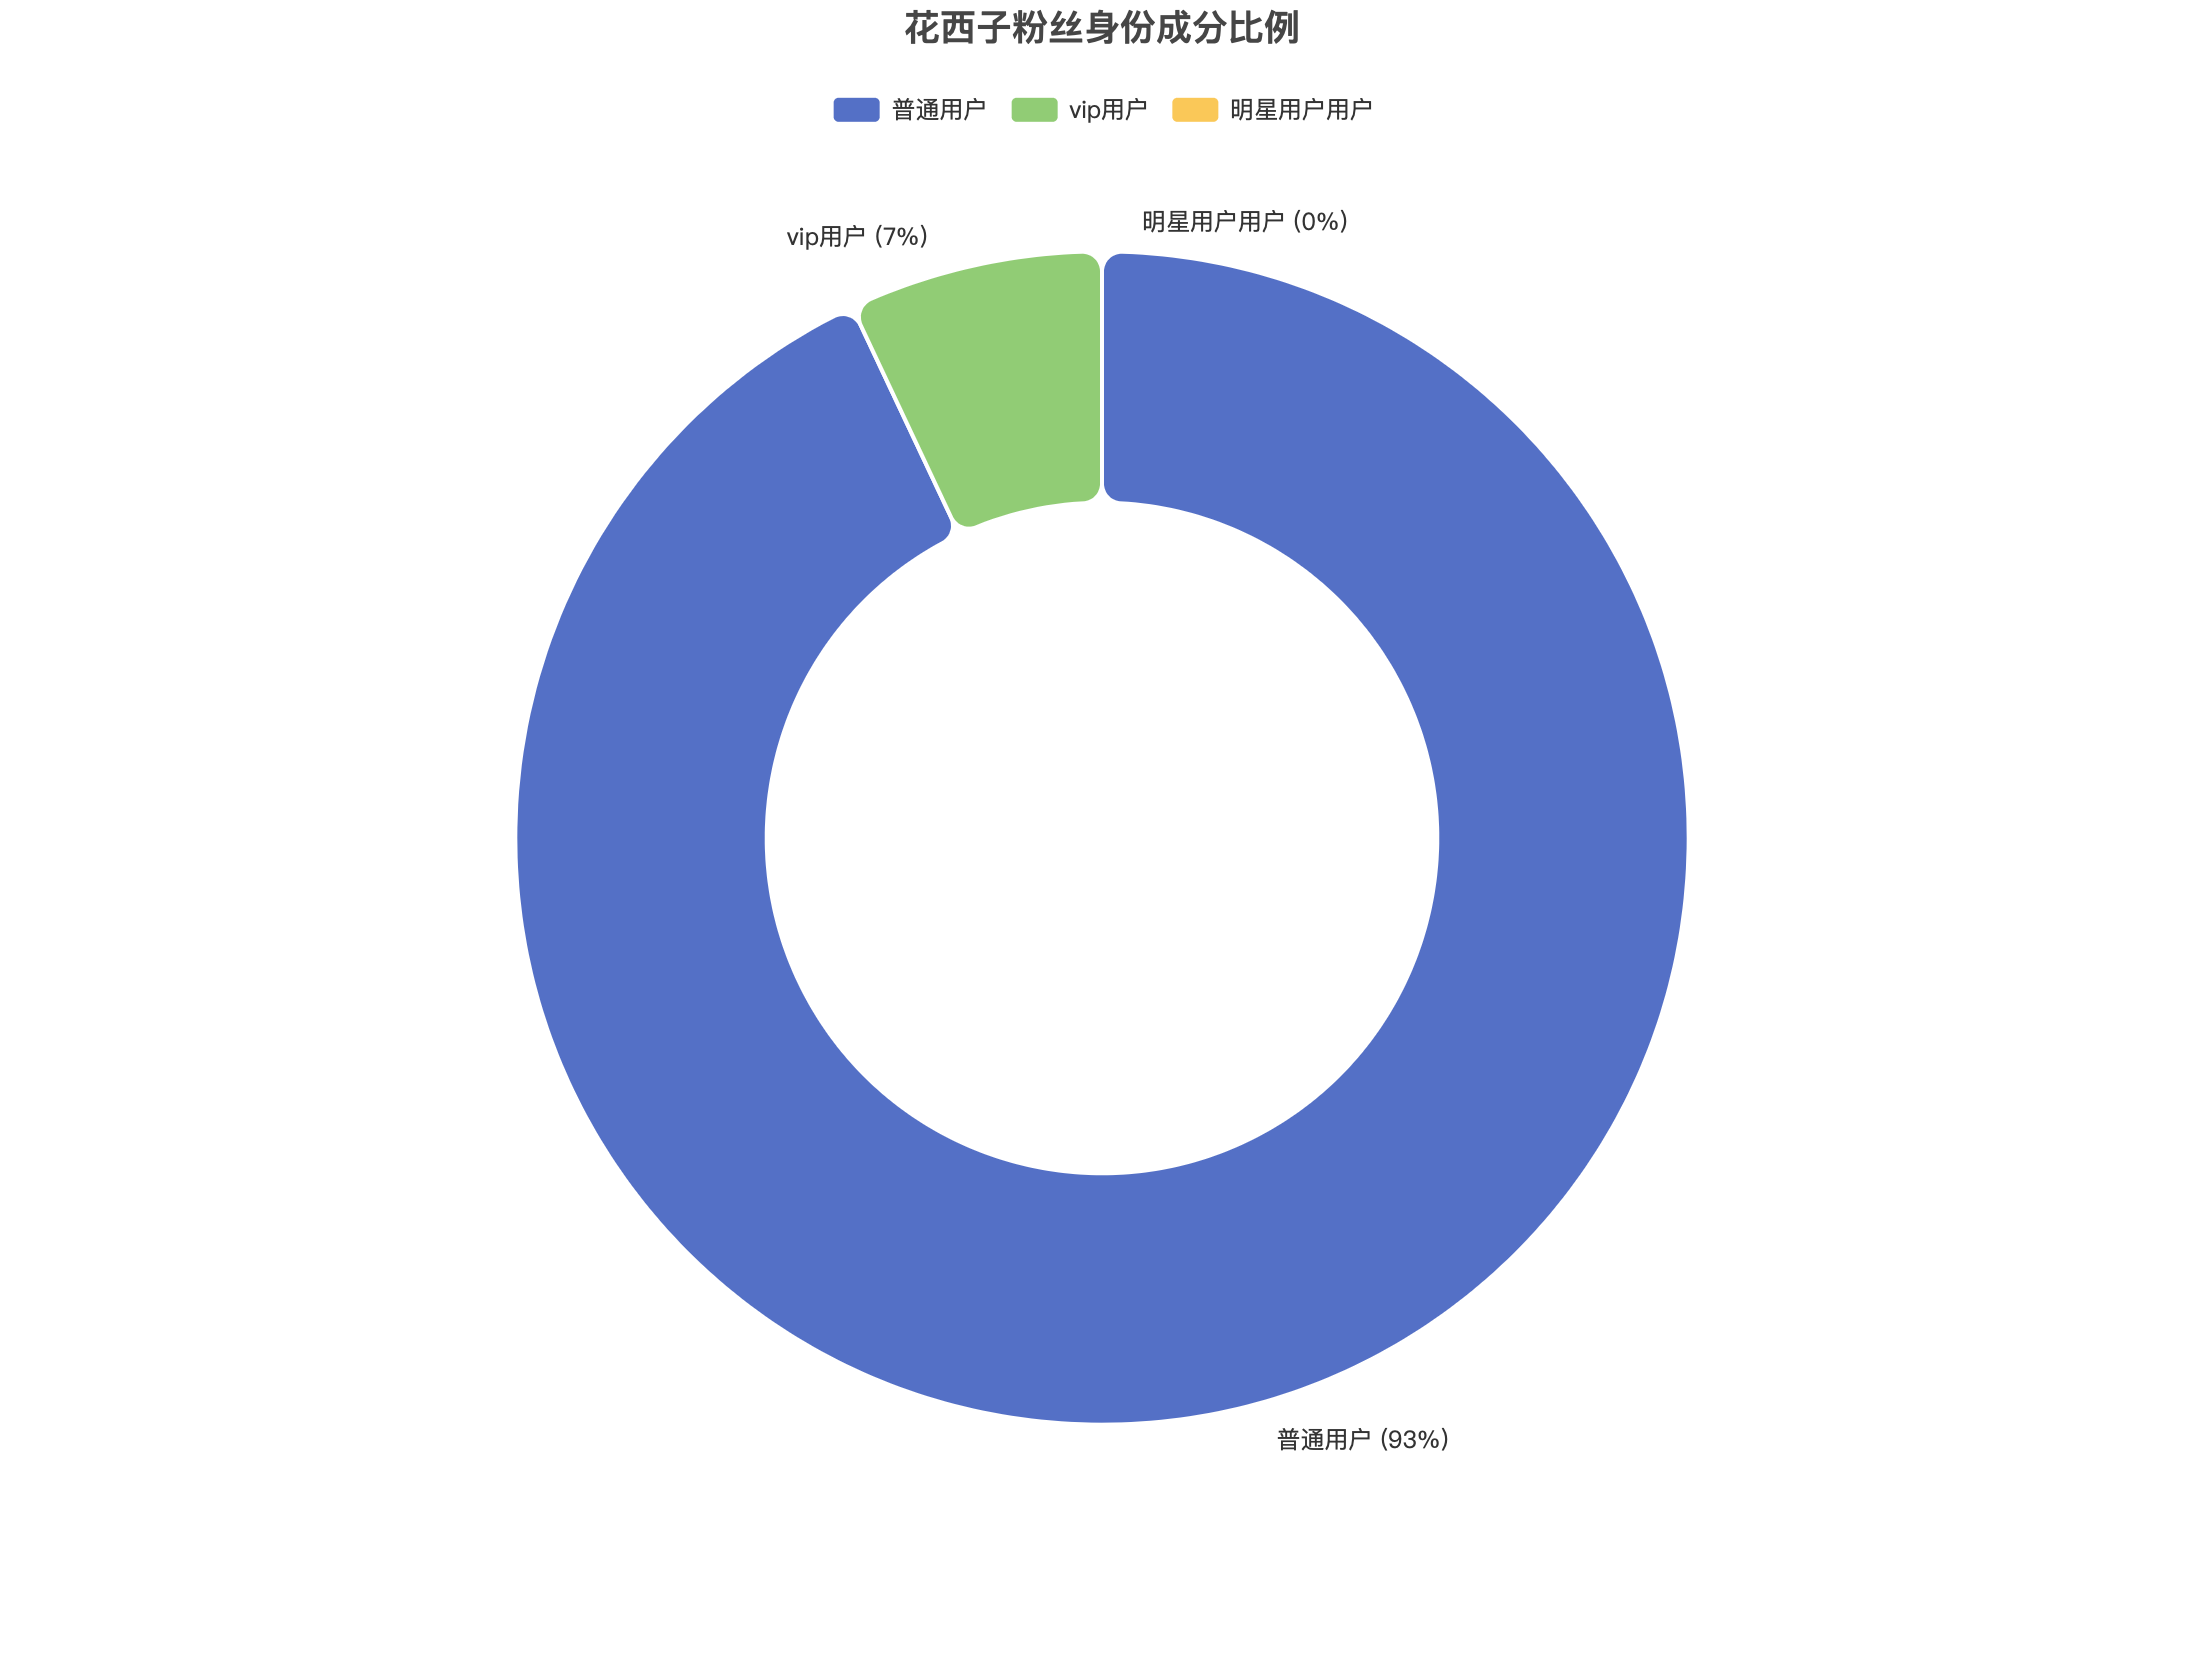 花西子粉丝身份成分比例
普通用户 vip用户 明星用户用户
明星用户用户 (0%)
vip用户 (7%)
普通用户 (93%)